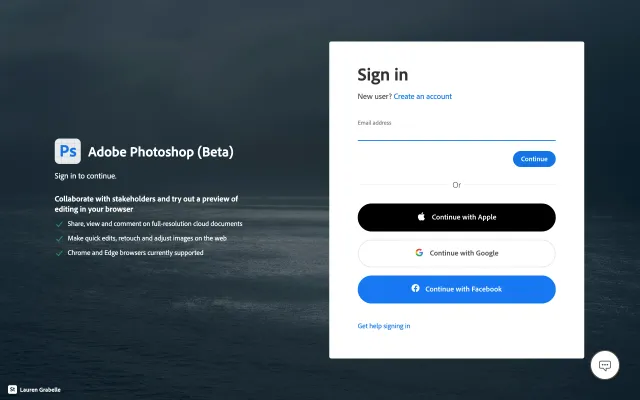 Ps Adobe Photoshop (Beta)
Sign in to continue.
Collaborate with stakeholders and try out a preview of
editing in your browser
Share, view and comment on full-resolution cloud documents
Make quick edits, retouch and adjust images on the web
Chrome and Edge browsers currently supported
Sign in
New user? Create an account
Email address
Continue
Or
Continue with Apple
Continue with Google
Continue with Facebook
Get help signing in
St Lauren Grabelle